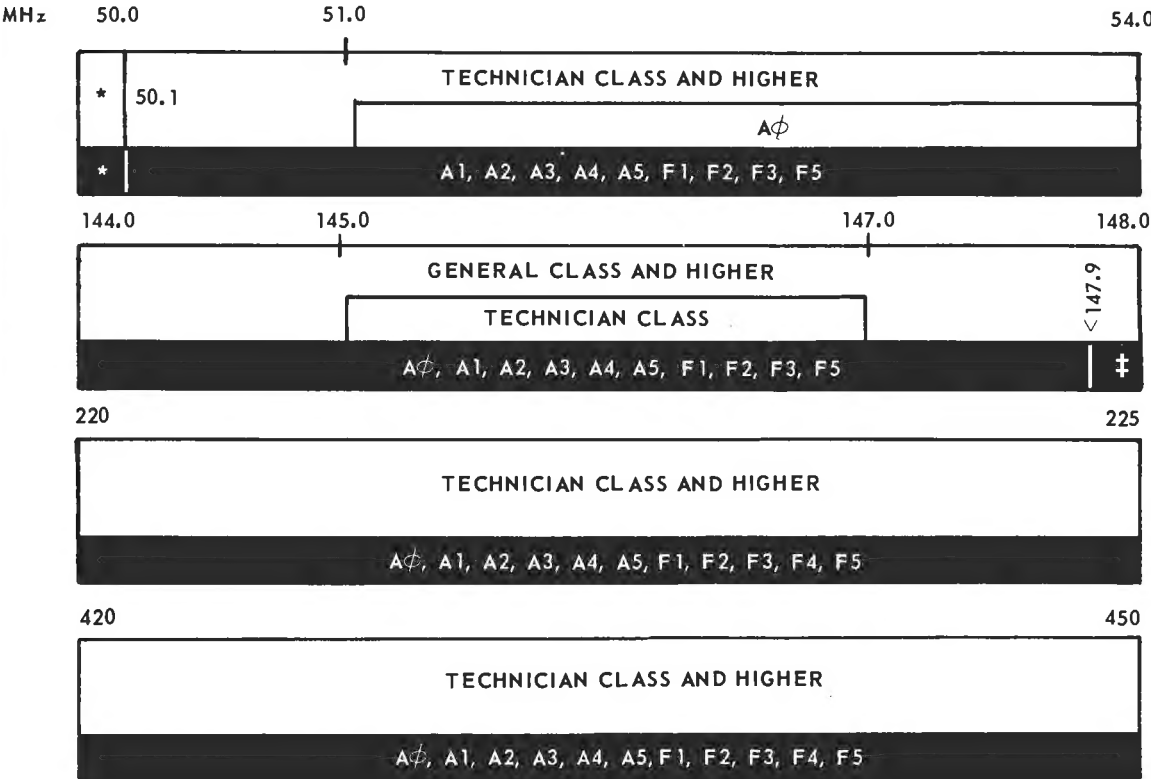 MHz 50.0 51.0 54.0
TECHNICIAN CLASS AND HIGHER
* 50.1
Aϕ
* A1, A2, A3, A4, A5, F1, F2, F3, F5
144.0 145.0 147.0 148.0
GENERAL CLASS AND HIGHER
<147.9
TECHNICIAN CLASS
Aϕ, A1, A2, A3, A4, A5, F1, F2, F3, F5 ‡
220 225
TECHNICIAN CLASS AND HIGHER
Aϕ, A1, A2, A3, A4, A5, F1, F2, F3, F4, F5
420 450
TECHNICIAN CLASS AND HIGHER
Aϕ, A1, A2, A3, A4, A5, F1, F2, F3, F4, F5